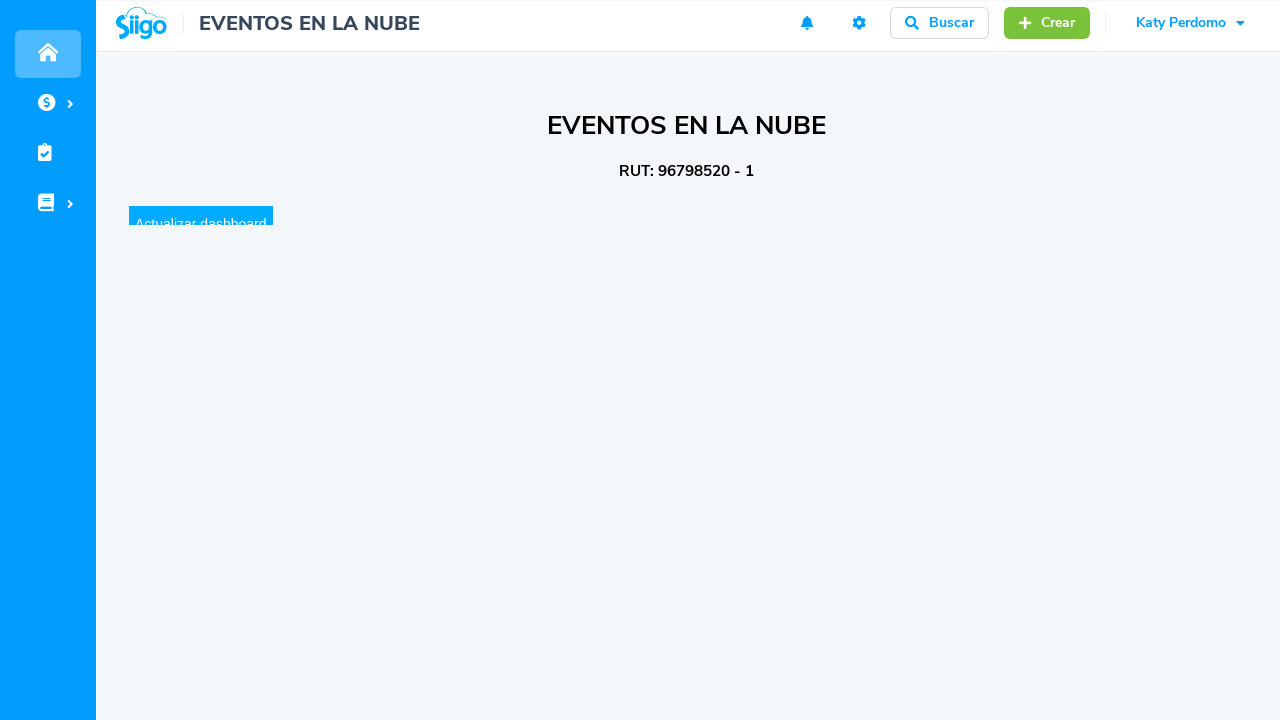 Siigo
EVENTOS EN LA NUBE
Buscar
Crear
Katy Perdomo
EVENTOS EN LA NUBE
RUT: 96798520 - 1
Actualizar dashboard